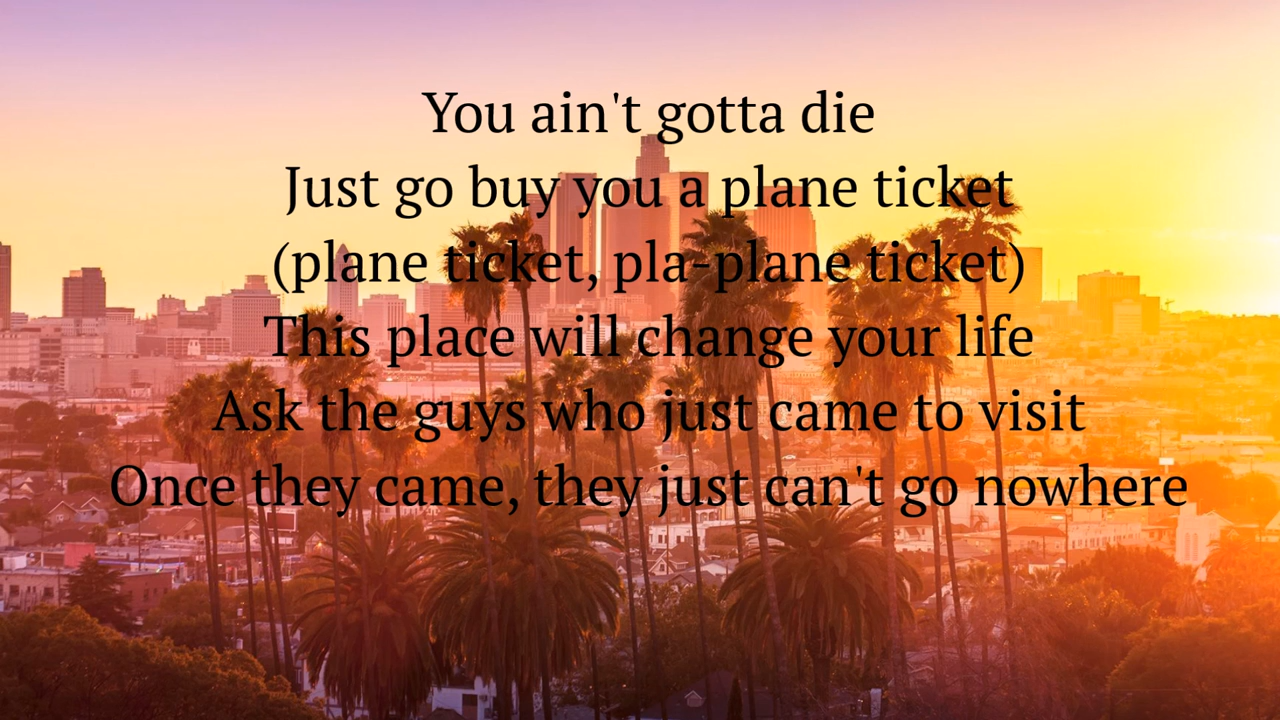 You ain't gotta die
Just go buy you a plane ticket
(plane ticket, pla-plane ticket)
This place will change your life
Ask the guys who just came to visit
Once they came, they just can't go nowhere